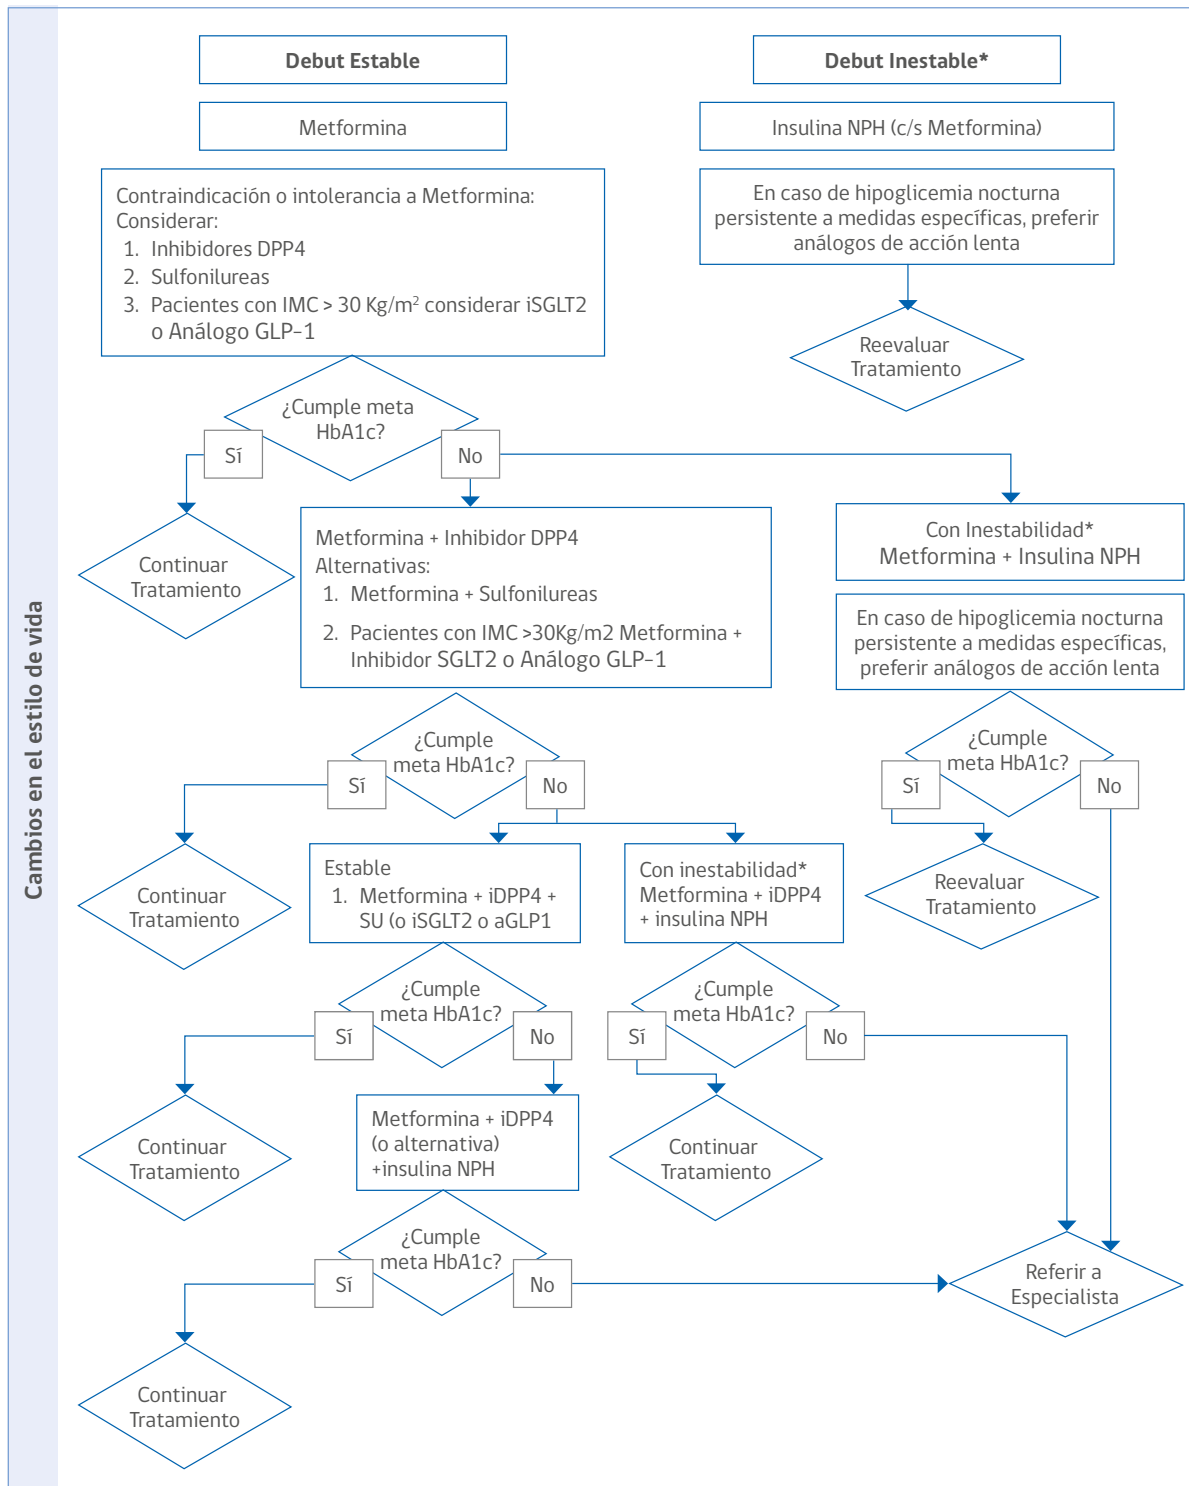 Cambios en el estilo de vida
Debut Estable
Metformina
Contraindicación o intolerancia a Metformina:
Considerar:
1. Inhibidores DPP4
2. Sulfonilureas
3. Pacientes con IMC > 30 Kg/m² considerar iSGLT2
o Análogo GLP-1
Debut Inestable*
Insulina NPH (c/s Metformina)
En caso de hipoglicemia nocturna
persistente a medidas específicas, preferir
análogos de acción lenta
Reevaluar
Tratamiento
¿Cumple meta
HbA1c?
Sí
No
Continuar
Tratamiento
Metformina + Inhibidor DPP4
Alternativas:
1. Metformina + Sulfonilureas
2. Pacientes con IMC >30Kg/m2 Metformina +
Inhibidor SGLT2 o Análogo GLP-1
Con Inestabilidad*
Metformina + Insulina NPH
En caso de hipoglicemia nocturna
persistente a medidas específicas,
preferir análogos de acción lenta
¿Cumple
meta HbA1c?
Sí
No
¿Cumple
meta HbA1c?
Sí
No
Continuar
Tratamiento
Estable
1. Metformina + iDPP4 +
SU (o iSGLT2 o aGLP1
Con inestabilidad*
Metformina + iDPP4
+ insulina NPH
Reevaluar
Tratamiento
¿Cumple
meta HbA1c?
Sí
No
¿Cumple
meta HbA1c?
Sí
No
Continuar
Tratamiento
Metformina + iDPP4
(o alternativa)
+insulina NPH
Continuar
Tratamiento
¿Cumple
meta HbA1c?
Sí
No
Referir a
Especialista
Continuar
Tratamiento